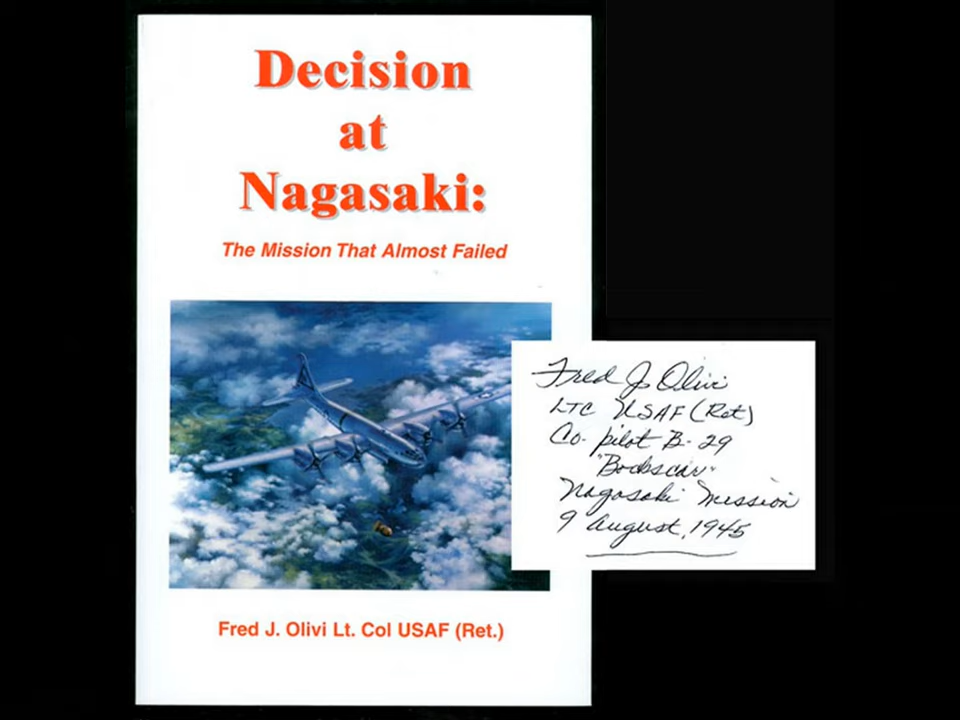 Decision
at
Nagasaki:
The Mission That Almost Failed
Fred J. Olivi Lt. Col USAF (Ret.)
Fred J. Olivi
LTC USAF (Ret)
Co-pilot B-29
"Bockscar"
Nagasaki Mission
9 August, 1945